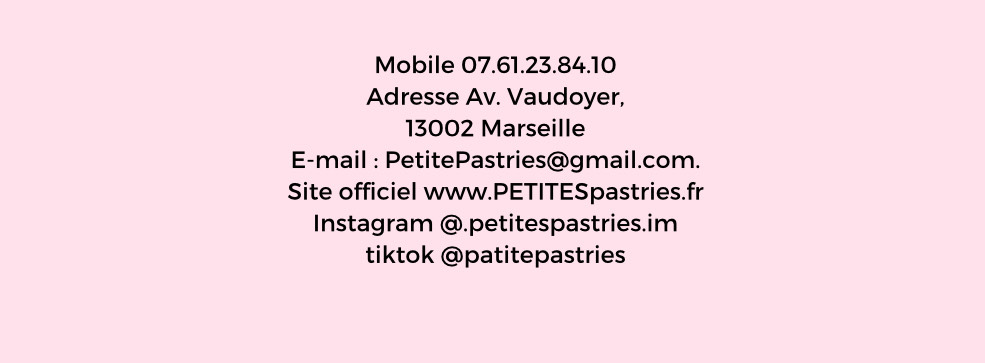 Mobile 07.61.23.84.10
Adresse Av. Vaudoyer,
13002 Marseille
E-mail : PetitePastries@gmail.com.
Site officiel www.PETITESpastries.fr
Instagram @.petitespastries.im
tiktok @patitepastries